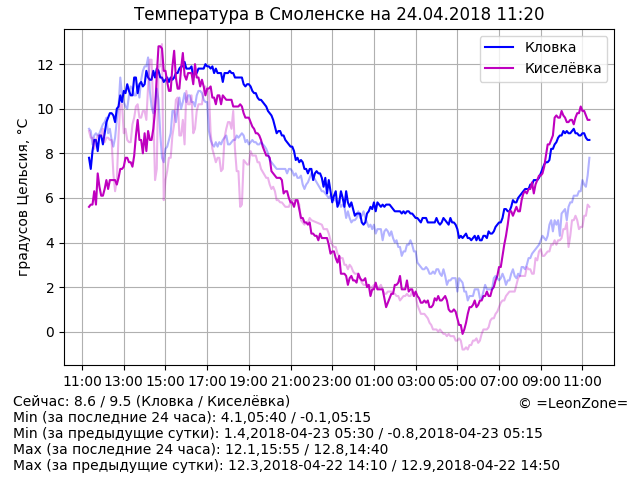 Температура в Смоленске на 24.04.2018 11:20
градусов Цельсия, °C
12
10
8
6
4
2
0
Кловка
Киселёвка
11:00 13:00 15:00 17:00 19:00 21:00 23:00 01:00 03:00 05:00 07:00 09:00 11:00
Сейчас: 8.6 / 9.5 (Кловка / Киселёвка)
© =LeonZone=
Min (за последние 24 часа): 4.1,05:40 / -0.1,05:15
Min (за предыдущие сутки): 1.4,2018-04-23 05:30 / -0.8,2018-04-23 05:15
Max (за последние 24 часа): 12.1,15:55 / 12.8,14:40
Max (за предыдущие сутки): 12.3,2018-04-22 14:10 / 12.9,2018-04-22 14:50